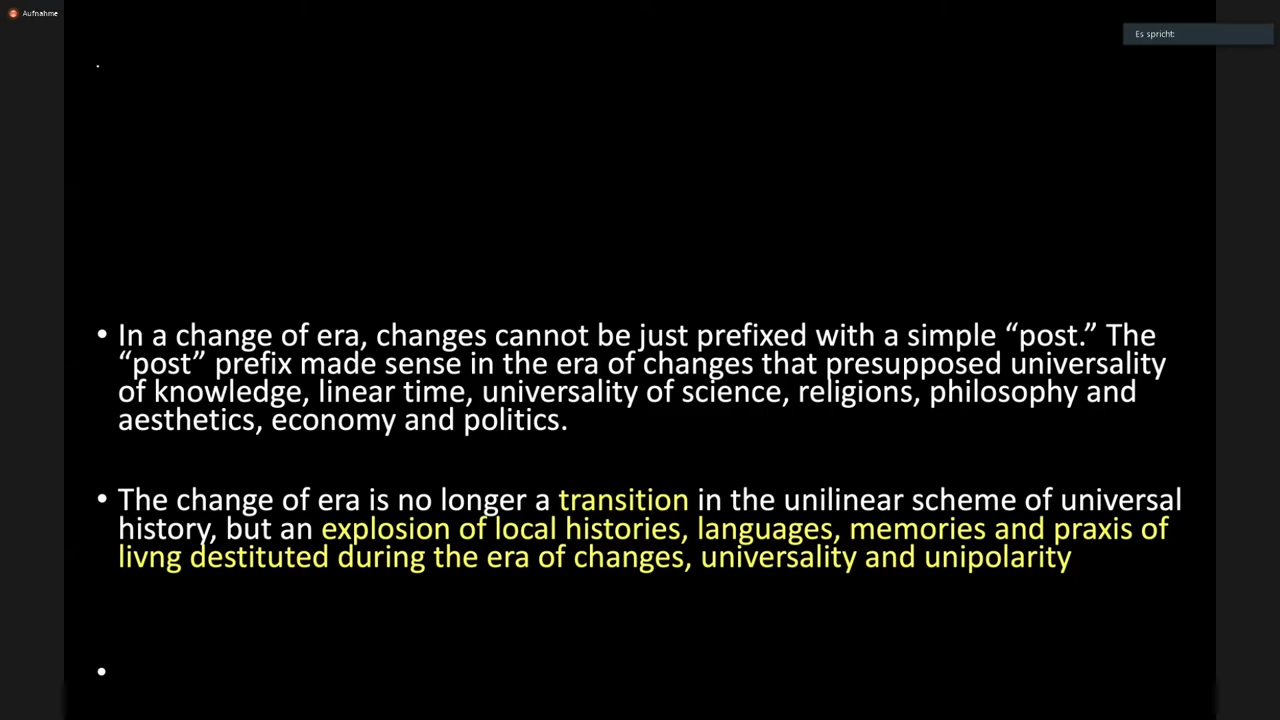 Aufnahme
Es spricht:
.
• In a change of era, changes cannot be just prefixed with a simple “post.” The
“post” prefix made sense in the era of changes that presupposed universality
of knowledge, linear time, universality of science, religions, philosophy and
aesthetics, economy and politics.
• The change of era is no longer a transition in the unilinear scheme of universal
history, but an explosion of local histories, languages, memories and praxis of
livng destituted during the era of changes, universality and unipolarity
•